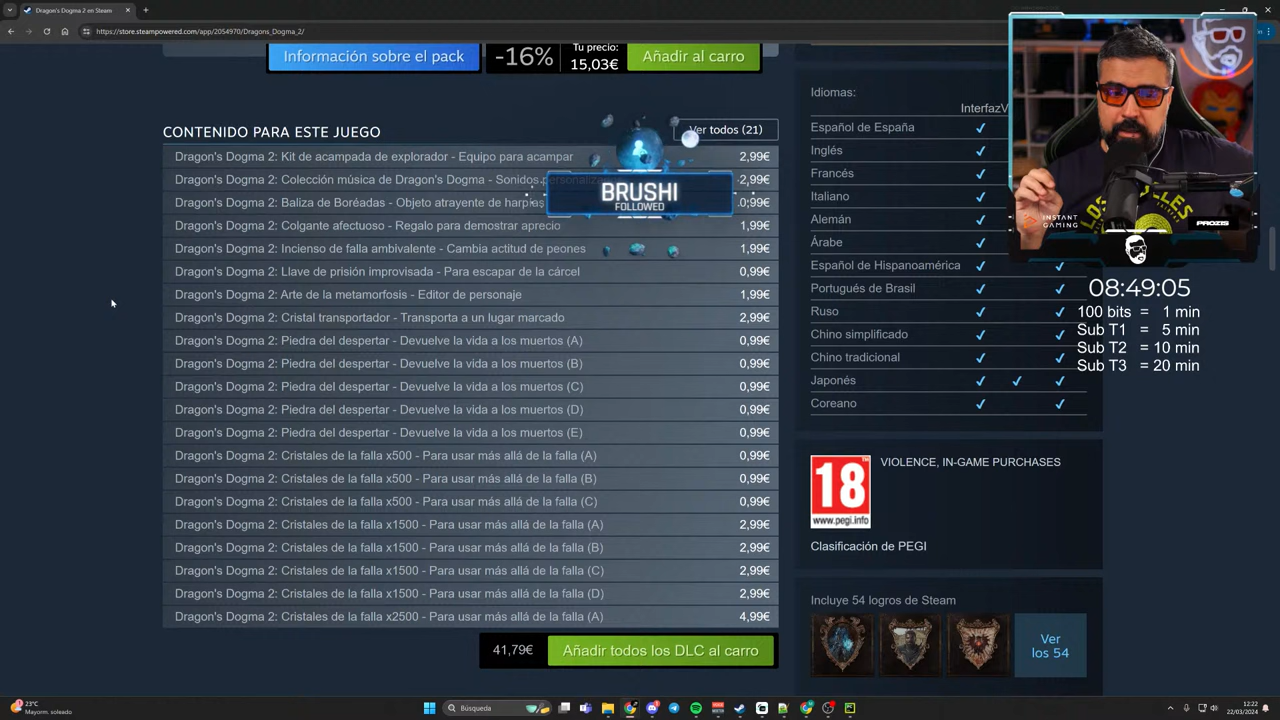 Dragon's Dogma 2 en Steam
https://store.steampowered.com/app/2054970/Dragons_Dogma_2/
Información sobre el pack
-16%
Tu precio:
15,03€
Añadir al carro
CONTENIDO PARA ESTE JUEGO
Ver todos (21)
Dragon's Dogma 2: Kit de acampada de explorador - Equipo para acampar 2,99€
Dragon's Dogma 2: Colección música de Dragon's Dogma - Sonidos personalizados 2,99€
Dragon's Dogma 2: Baliza de Boréadas - Objeto atrayente de harpías 0,99€
Dragon's Dogma 2: Colgante afectuoso - Regalo para demostrar aprecio 1,99€
Dragon's Dogma 2: Incienso de falla ambivalente - Cambia actitud de peones 1,99€
Dragon's Dogma 2: Llave de prisión improvisada - Para escapar de la cárcel 0,99€
Dragon's Dogma 2: Arte de la metamorfosis - Editor de personaje 1,99€
Dragon's Dogma 2: Cristal transportador - Transporta a un lugar marcado 2,99€
Dragon's Dogma 2: Piedra del despertar - Devuelve la vida a los muertos (A) 0,99€
Dragon's Dogma 2: Piedra del despertar - Devuelve la vida a los muertos (B) 0,99€
Dragon's Dogma 2: Piedra del despertar - Devuelve la vida a los muertos (C) 0,99€
Dragon's Dogma 2: Piedra del despertar - Devuelve la vida a los muertos (D) 0,99€
Dragon's Dogma 2: Piedra del despertar - Devuelve la vida a los muertos (E) 0,99€
Dragon's Dogma 2: Cristales de la falla x500 - Para usar más allá de la falla (A) 0,99€
Dragon's Dogma 2: Cristales de la falla x500 - Para usar más allá de la falla (B) 0,99€
Dragon's Dogma 2: Cristales de la falla x500 - Para usar más allá de la falla (C) 0,99€
Dragon's Dogma 2: Cristales de la falla x1500 - Para usar más allá de la falla (A) 2,99€
Dragon's Dogma 2: Cristales de la falla x1500 - Para usar más allá de la falla (B) 2,99€
Dragon's Dogma 2: Cristales de la falla x1500 - Para usar más allá de la falla (C) 2,99€
Dragon's Dogma 2: Cristales de la falla x1500 - Para usar más allá de la falla (D) 2,99€
Dragon's Dogma 2: Cristales de la falla x2500 - Para usar más allá de la falla (A) 4,99€
41,79€
Añadir todos los DLC al carro
BRUSHI
FOLLOWED
Idiomas:
InterfazV
Español de España
Inglés
Francés
Italiano
Alemán
Árabe
Español de Hispanoamérica
Portugués de Brasil
Ruso
Chino simplificado
Chino tradicional
Japonés
Coreano
18
www.pegi.info
VIOLENCE, IN-GAME PURCHASES
Clasificación de PEGI
Incluye 54 logros de Steam
Ver
los 54
INSTANT
GAMING
LOS
PROZIS
08:49:05
100 bits = 1 min
Sub T1 = 5 min
Sub T2 = 10 min
Sub T3 = 20 min
23°C
Mayorm. soleado
Búsqueda
12:22
22/03/2024